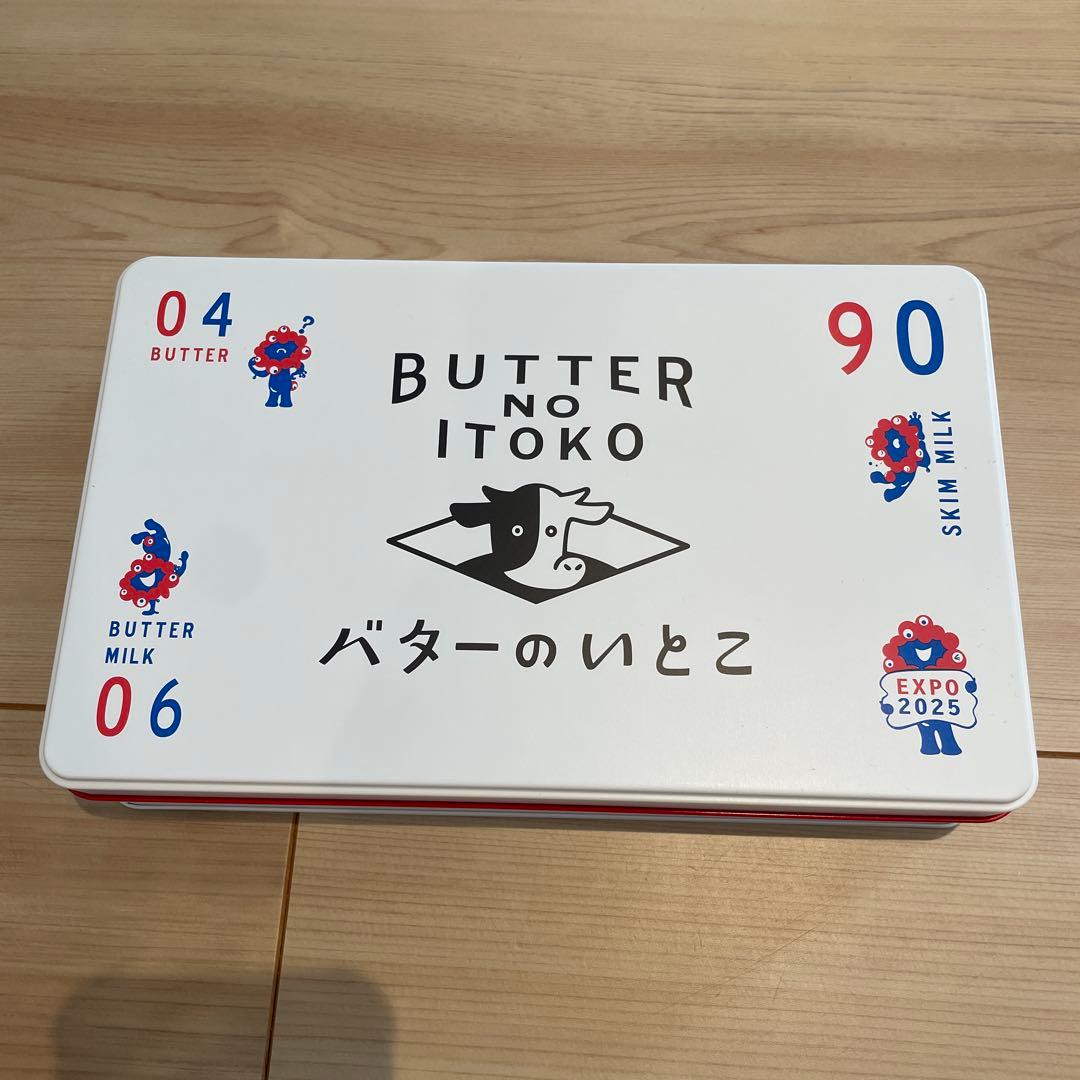 04
BUTTER
?
90
SKIM MILK
BUTTER
NO
ITOKO
バターのいとこ
BUTTER
MILK
06
EXPO
2025